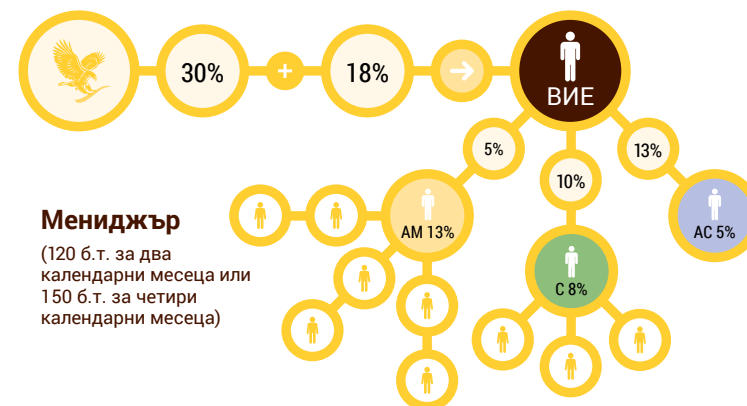 30%
+
18%
ВИЕ
5%
10%
13%
Мениджър
(120 б.т. за два
календарни месеца или
150 б.т. за четири
календарни месеца)
АМ 13%
С 8%
АС 5%